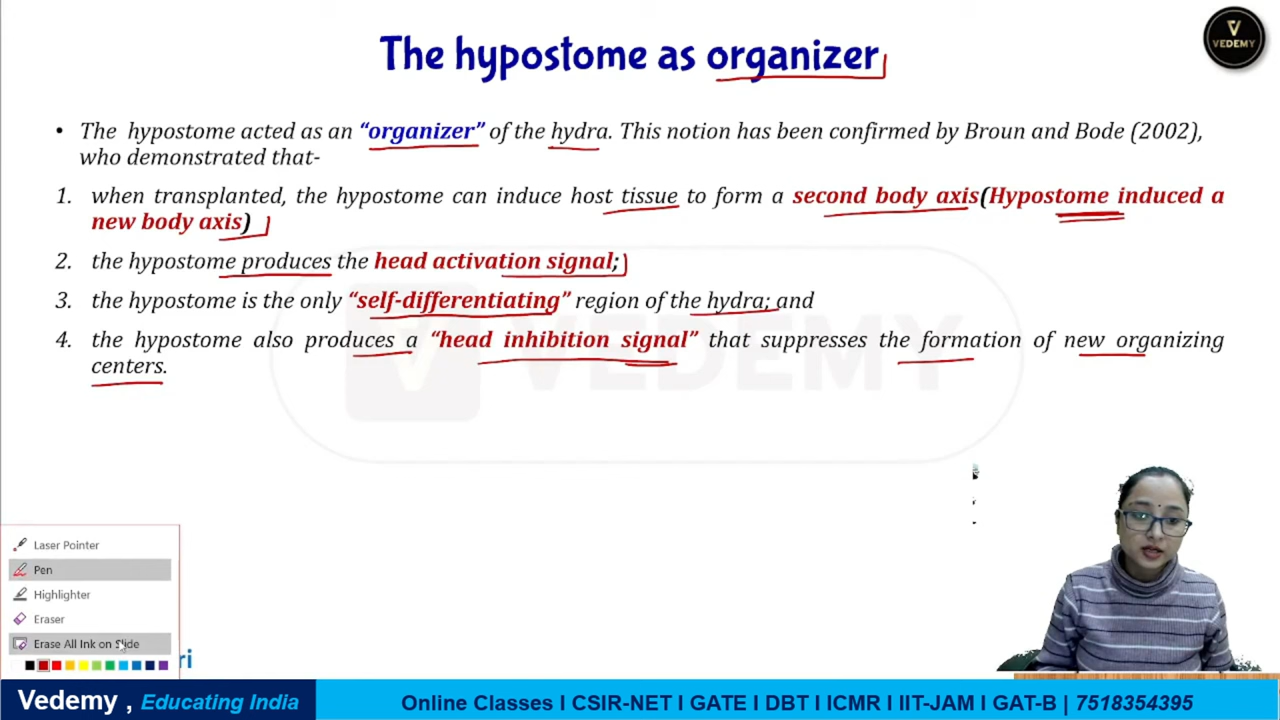 The hypostome as organizer
VEDEMY
• The hypostome acted as an “organizer” of the hydra. This notion has been confirmed by Broun and Bode (2002),
who demonstrated that-
1. when transplanted, the hypostome can induce host tissue to form a second body axis(Hypostome induced a
new body axis)
2. the hypostome produces the head activation signal;
3. the hypostome is the only “self-differentiating” region of the hydra; and
4. the hypostome also produces a “head inhibition signal” that suppresses the formation of new organizing
centers.
VEDEMY
Laser Pointer
Pen
Highlighter
Eraser
Erase All Ink on Slide
ri
Vedemy , Educating India
Online Classes I CSIR-NET I GATE I DBT I ICMR I IIT-JAM I GAT-B | 7518354395